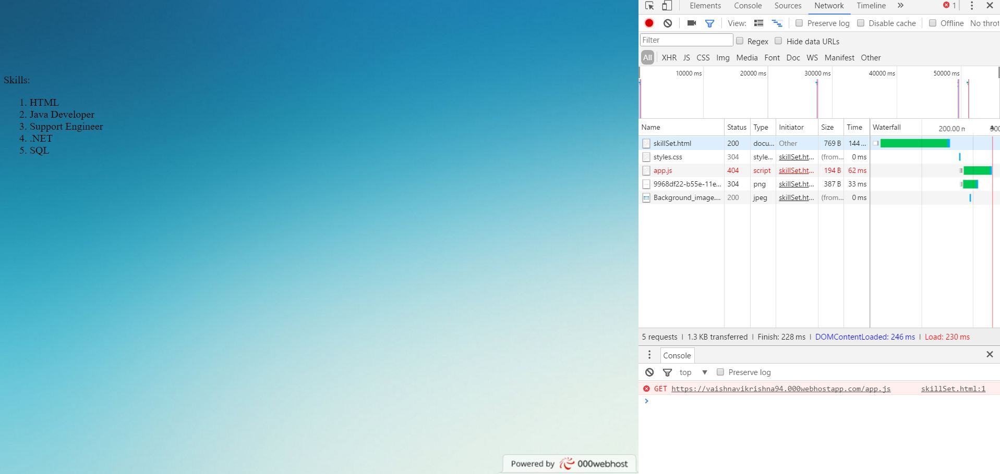 Skills:
1. HTML
2. Java Developer
3. Support Engineer
4. .NET
5. SQL
Powered by 000webhost
Elements Console Sources Network Timeline » 1
View: Preserve log Disable cache Offline No throt
Filter Regex Hide data URLs
All XHR JS CSS Img Media Font Doc WS Manifest Other
10000 ms 20000 ms 30000 ms 40000 ms 50000 ms
Name Status Type Initiator Size Time Waterfall 200.00 m
skillSet.html 200 docu... Other 769 B 144 ...
styles.css 304 style... skillSet.ht... (from... 0 ms
app.js 404 script skillSet.ht... 194 B 62 ms
9968df22-b55e-11e... 304 png skillSet.ht... 387 B 33 ms
Background_image.... 200 jpeg skillSet.ht... (from... 0 ms
5 requests | 1.3 KB transferred | Finish: 228 ms | DOMContentLoaded: 246 ms | Load: 230 ms
Console
top ▼ Preserve log
GET https://vaishnavikrishna94.000webhostapp.com/app.js skillSet.html:1